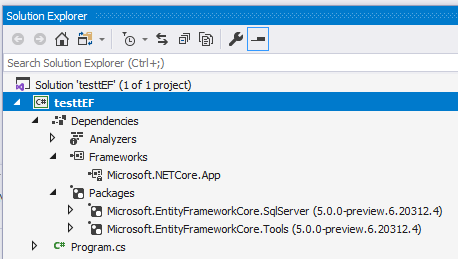 Solution Explorer
Search Solution Explorer (Ctrl+;)
Solution 'testtEF' (1 of 1 project)
C# testtEF
Dependencies
Analyzers
Frameworks
Microsoft.NETCore.App
Packages
Microsoft.EntityFrameworkCore.SqlServer (5.0.0-preview.6.20312.4)
Microsoft.EntityFrameworkCore.Tools (5.0.0-preview.6.20312.4)
C# Program.cs